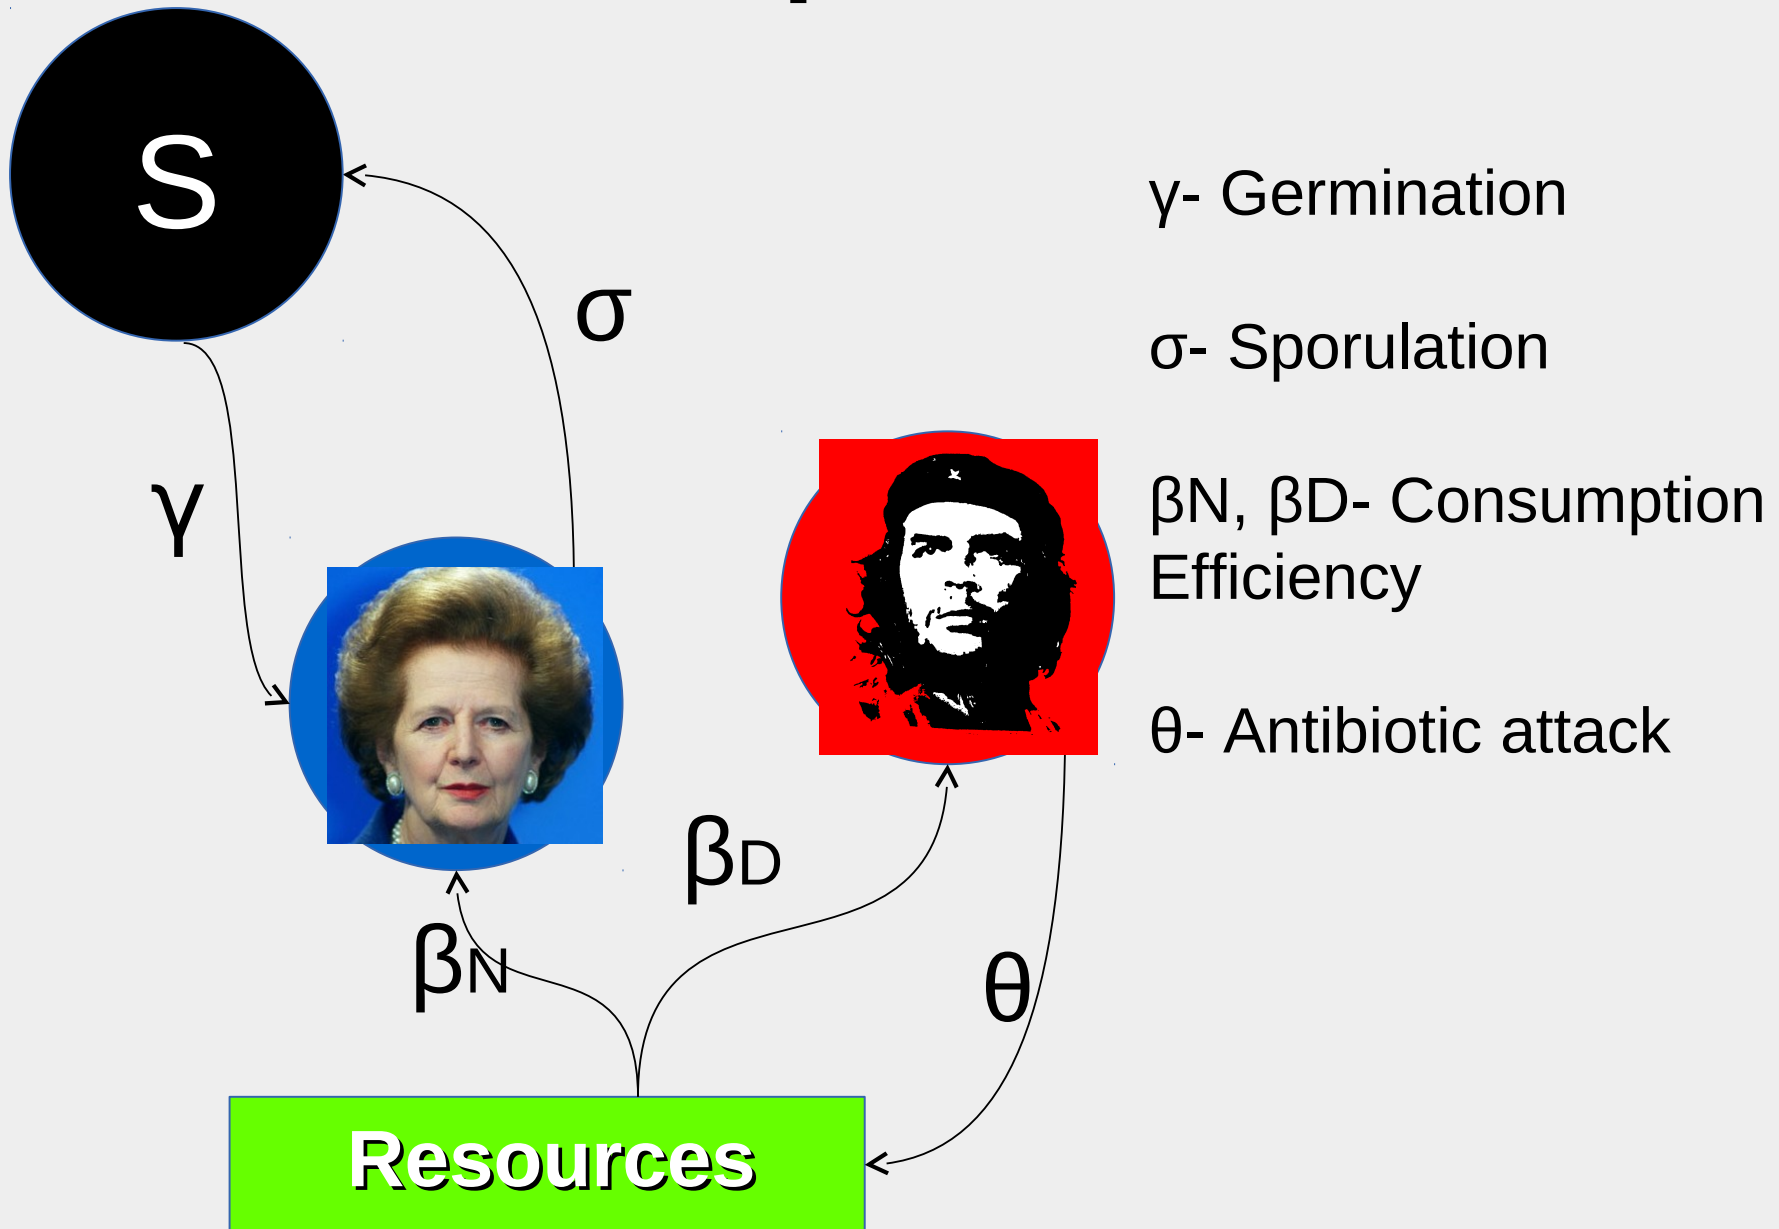 S
σ
γ
βD
βN
θ
Resources
γ- Germination
σ- Sporulation
βN, βD- Consumption
Efficiency
θ- Antibiotic attack